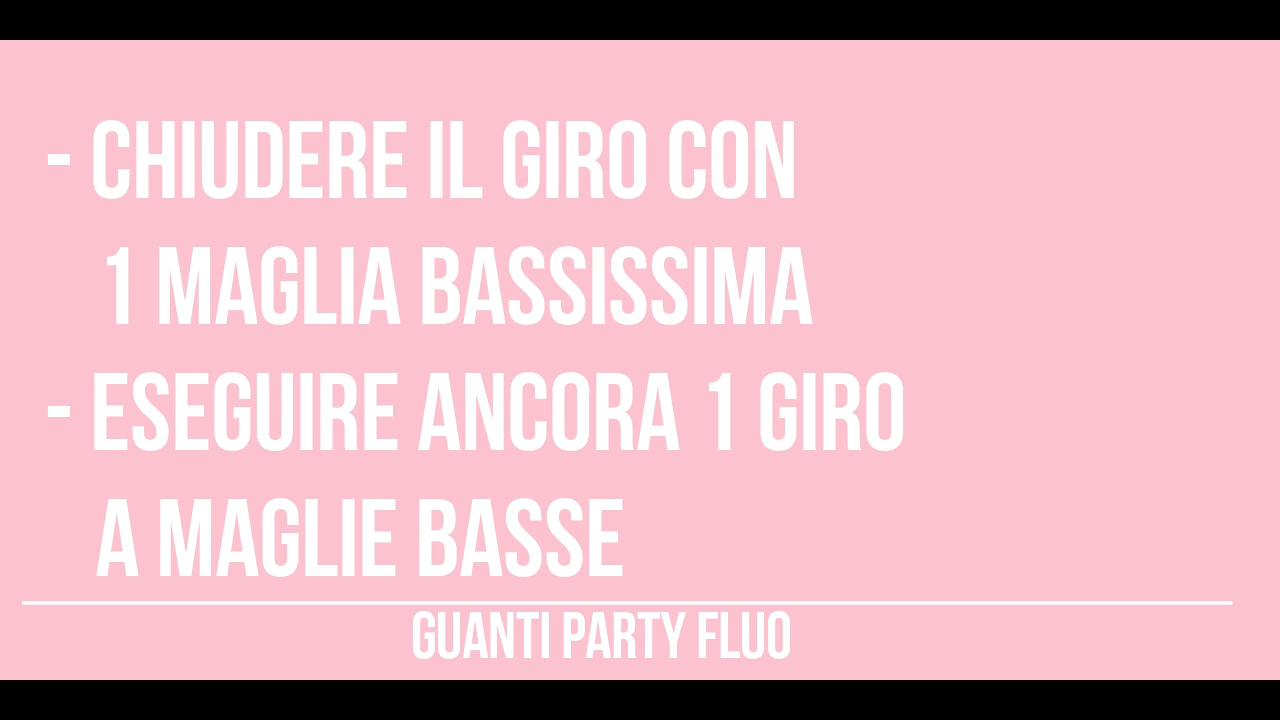 - CHIUDERE IL GIRO CON
1 MAGLIA BASSISSIMA
- ESEGUIRE ANCORA 1 GIRO
A MAGLIE BASSE
GUANTI PARTY FLUO